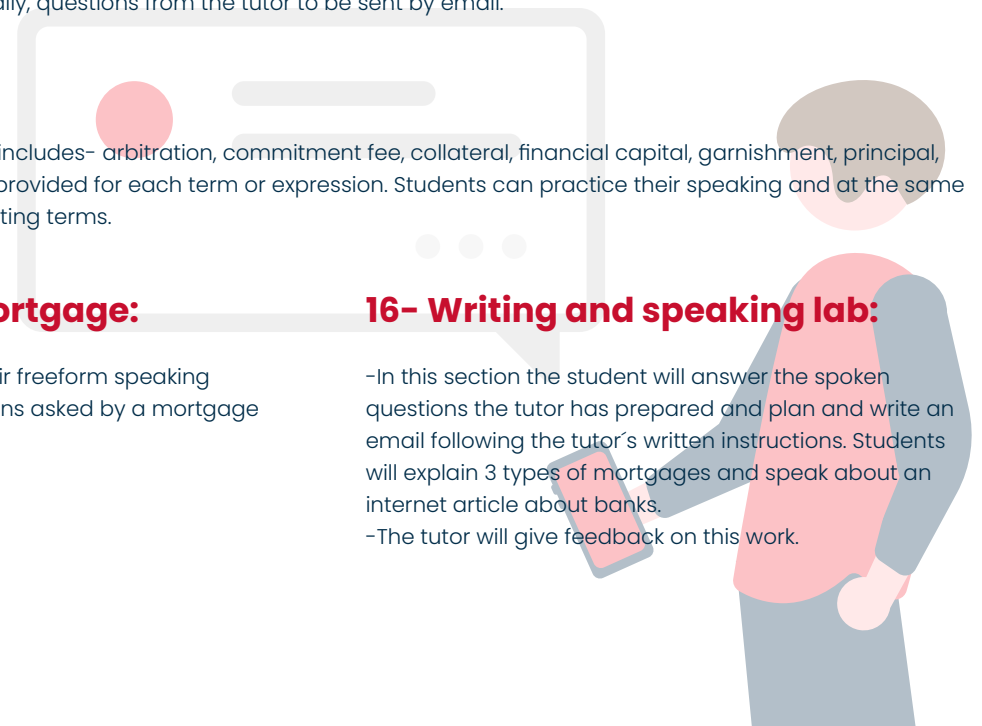 ally, questions from the tutor to be sent by email.
includes- arbitration, commitment fee, collateral, financial capital, garnishment, principal,
provided for each term or expression. Students can practice their speaking and at the same
ting terms.
ortgage:
ir freeform speaking
ns asked by a mortgage
16- Writing and speaking lab:
-In this section the student will answer the spoken
questions the tutor has prepared and plan and write an
email following the tutor´s written instructions. Students
will explain 3 types of mortgages and speak about an
internet article about banks.
-The tutor will give feedback on this work.